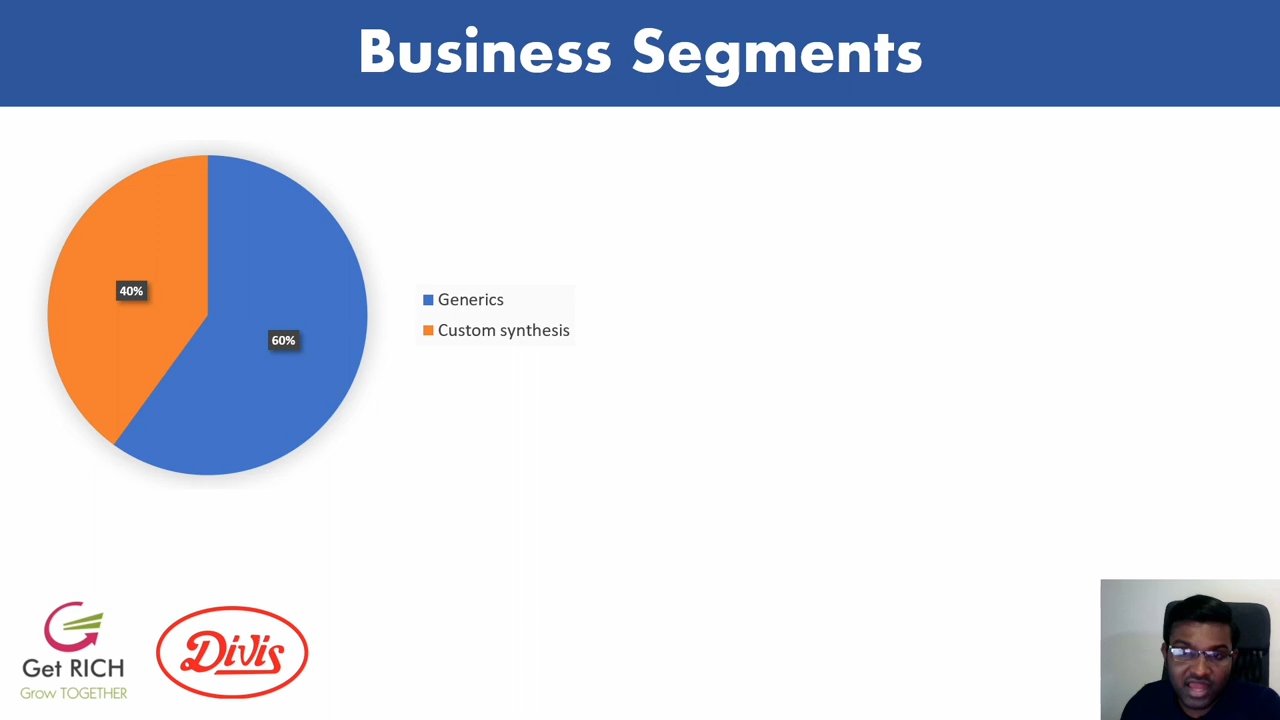 Business Segments
40%
60%
Generics
Custom synthesis
Get RICH
Grow TOGETHER
Divis